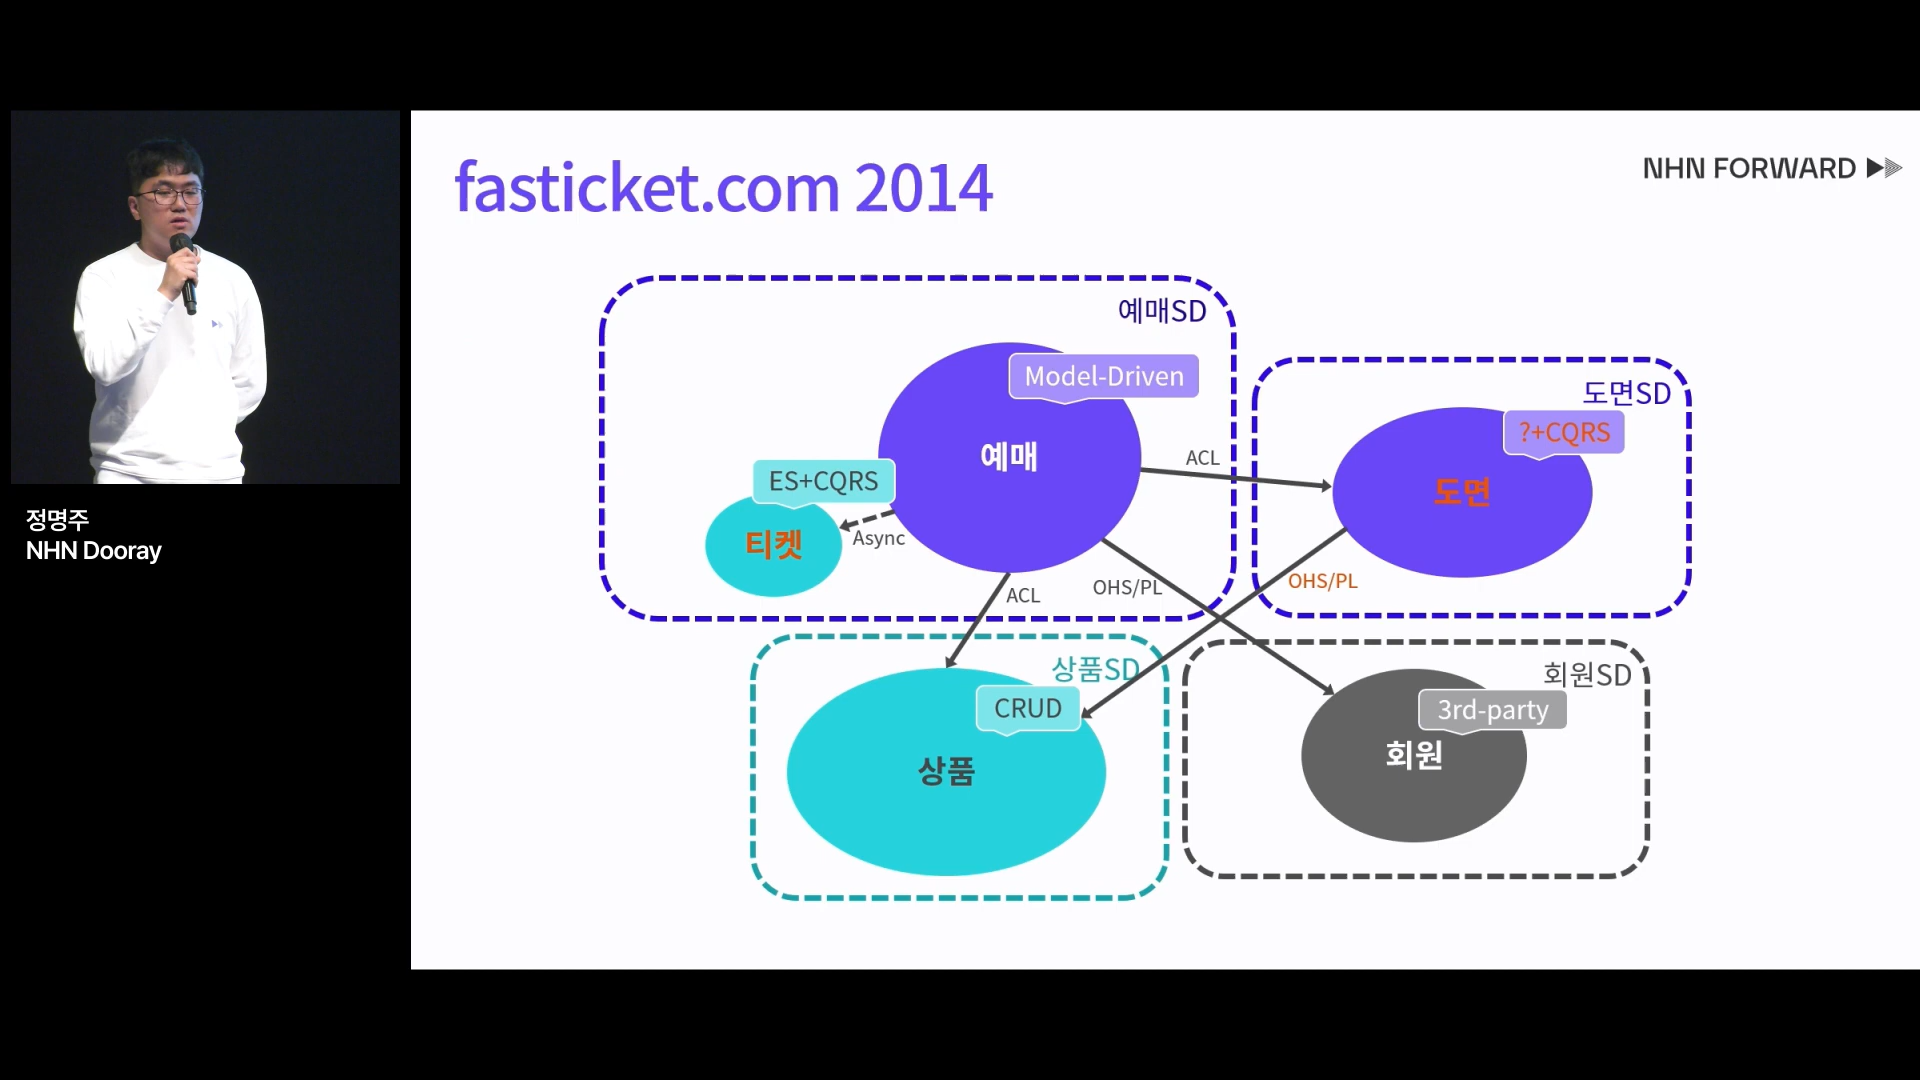 fasticket.com 2014
NHN FORWARD
예매SD
Model-Driven
예매
ES+CQRS
티켓
Async
ACL
도면SD
?+CQRS
도면
ACL
OHS/PL
OHS/PL
상품SD
CRUD
상품
회원SD
3rd-party
회원
정명주
NHN Dooray